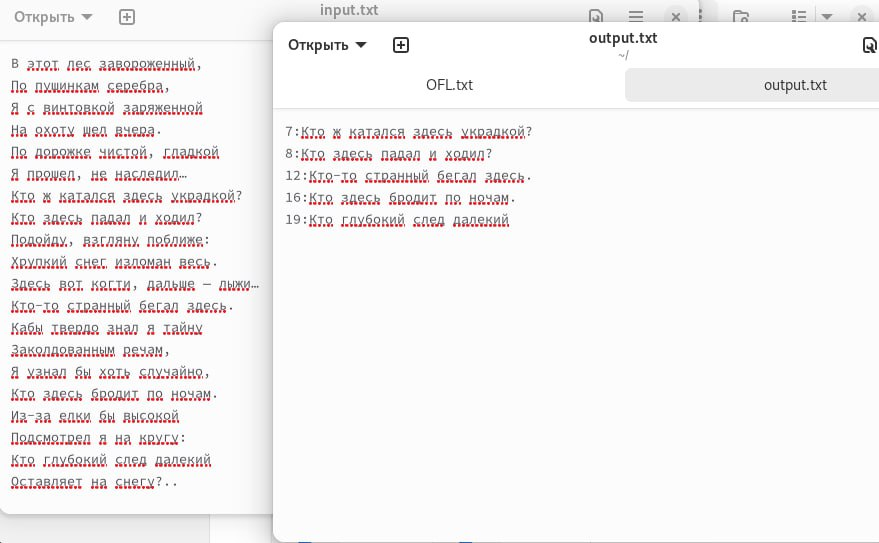 Открыть
input.txt
В этот лес завороженный,
По пушинкам серебра,
Я с винтовкой заряженной
На охоту шел вчера.
По дорожке чистой, гладкой
Я прошел, не наследил…
Кто ж катался здесь украдкой?
Кто здесь падал и ходил?
Подойду, взгляну поближе:
Хрупкий снег изломан весь.
Здесь вот когти, дальше — лыжи…
Кто-то странный бегал здесь.
Кабы твердо знал я тайну
Заколдованным речам,
Я узнал бы хоть случайно,
Кто здесь бродит по ночам.
Из-за елки бы высокой
Подсмотрел я на кругу:
Кто глубокий след далекий
Оставляет на снегу?..
Открыть
output.txt
~/
OFL.txt
output.txt
7:Кто ж катался здесь украдкой?
8:Кто здесь падал и ходил?
12:Кто-то странный бегал здесь.
16:Кто здесь бродит по ночам.
19:Кто глубокий след далекий